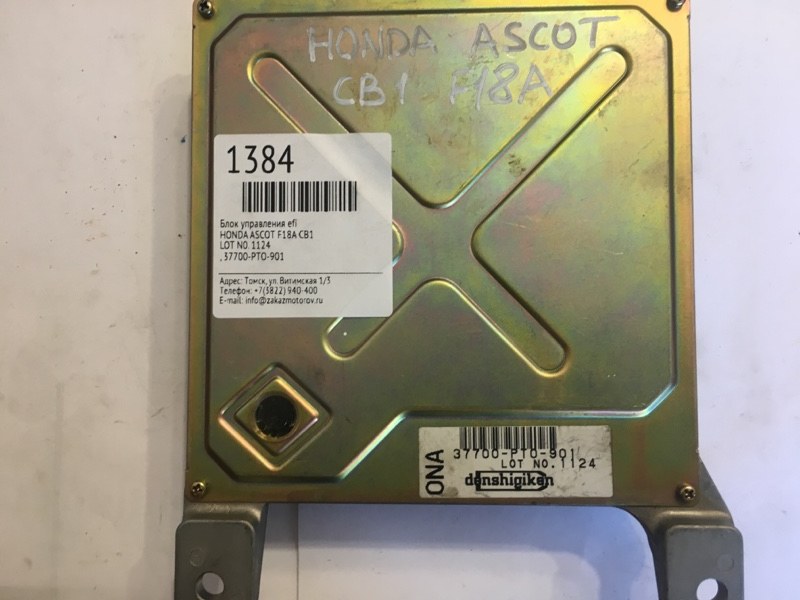 HONDA ASCOT
CB1 F18A
1384
Блок управления efi
HONDA ASCOT F18A CB1
LOT NO. 1124
. 37700-PTO-901
Адрес: Томск, ул. Витимская 1/3
Телефон: +7(3822) 940-400
E-mail: info@zakazmotorov.ru
ONA
37700-PTO-901
LOT NO.1124
denshigiken